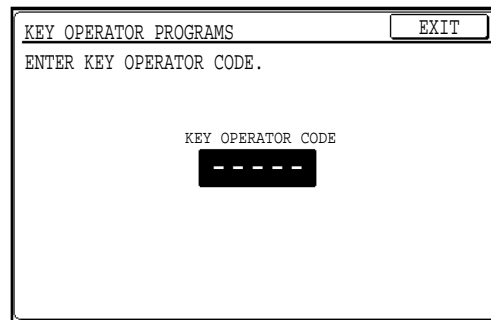 KEY OPERATOR PROGRAMS
EXIT
ENTER KEY OPERATOR CODE.
KEY OPERATOR CODE
– – – – –